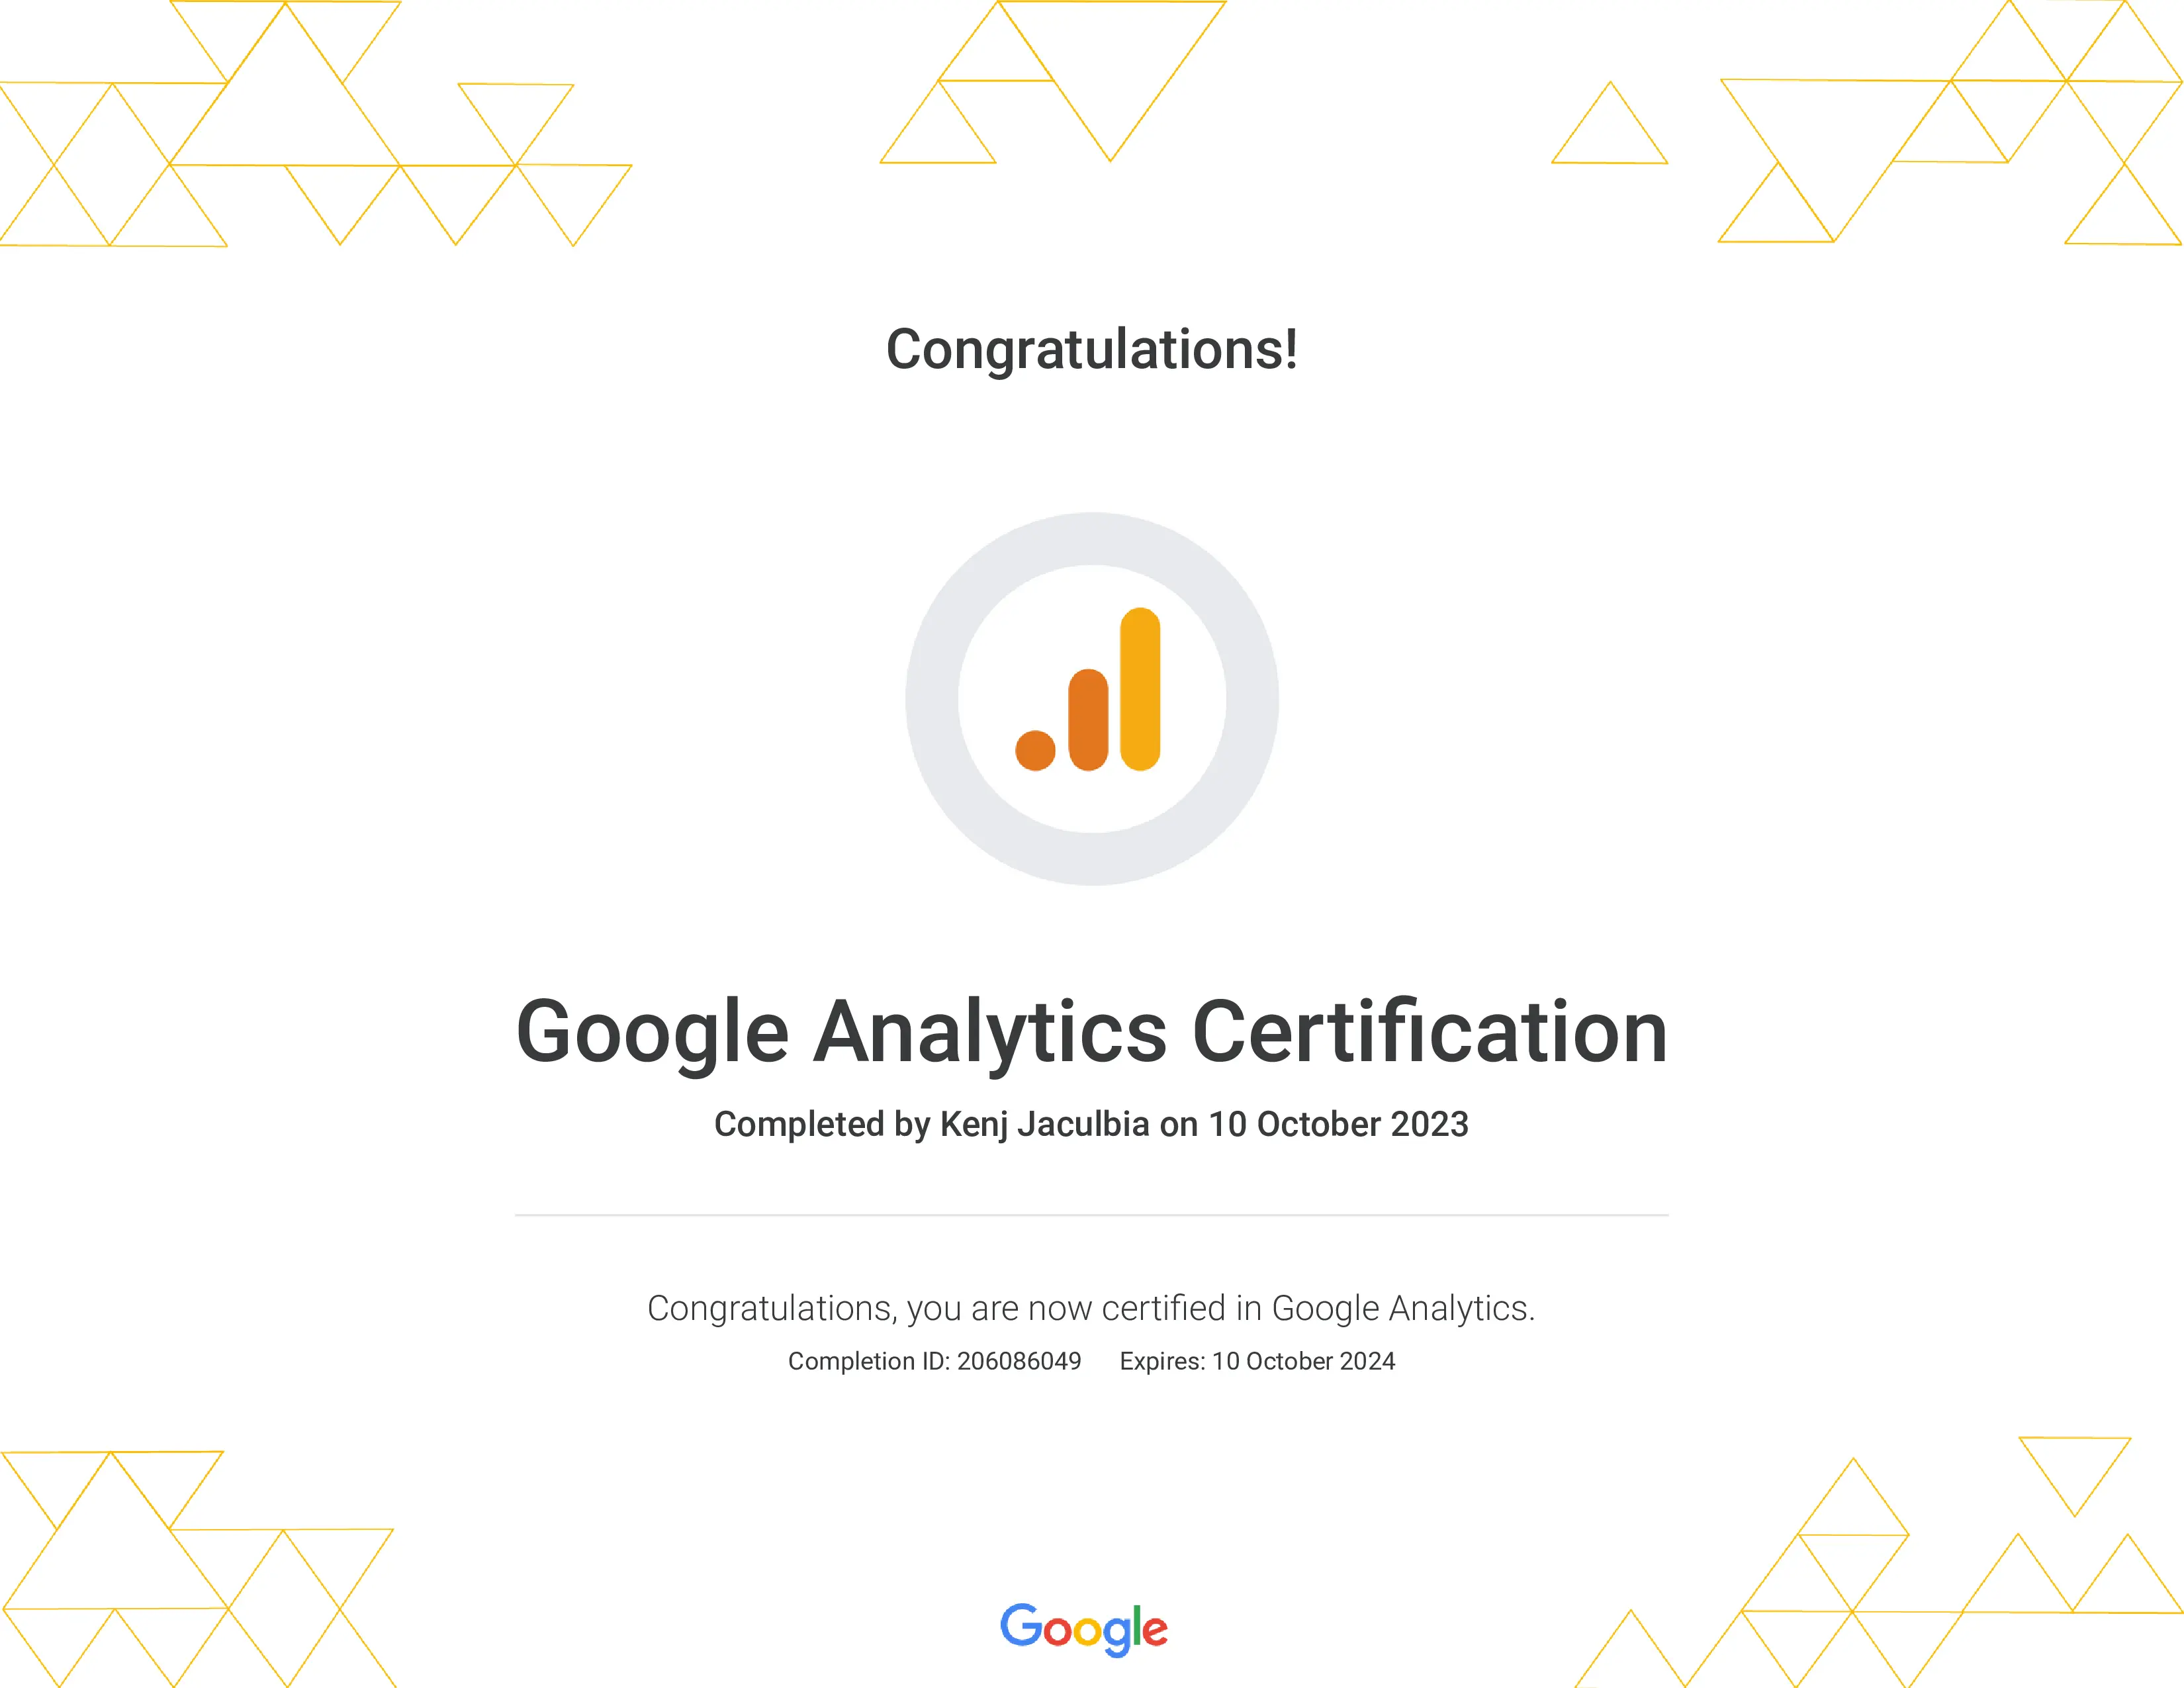 Congratulations!
Google Analytics Certification
Completed by Kenj Jaculbia on 10 October 2023
Congratulations, you are now certified in Google Analytics.
Completion ID: 206086049 Expires: 10 October 2024
Google